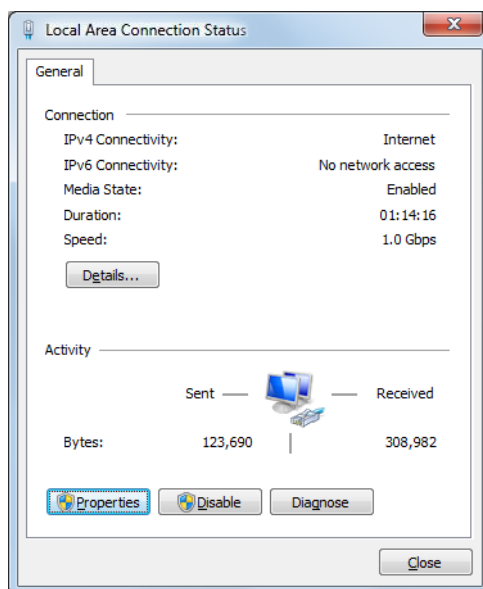 Local Area Connection Status
General
Connection
IPv4 Connectivity: Internet
IPv6 Connectivity: No network access
Media State: Enabled
Duration: 01:14:16
Speed: 1.0 Gbps
Details...
Activity
Sent Received
Bytes: 123,690 308,982
Properties Disable Diagnose
Close